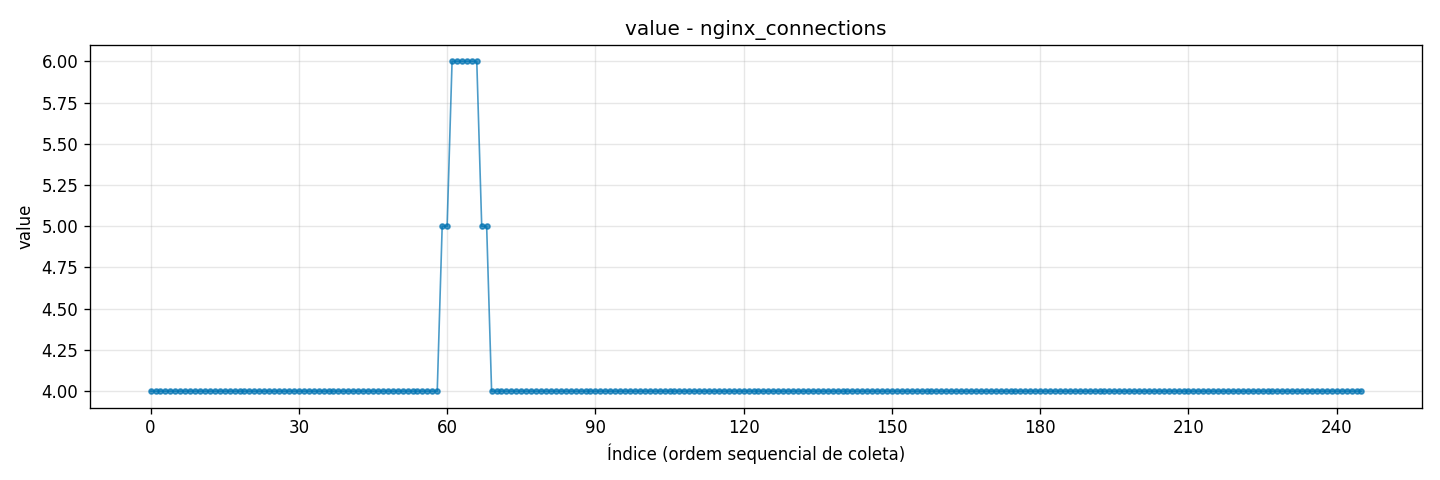 value - nginx_connections
6.00
5.75
5.50
5.25
5.00
4.75
4.50
4.25
4.00
value
0 30 60 90 120 150 180 210 240
Índice (ordem sequencial de coleta)